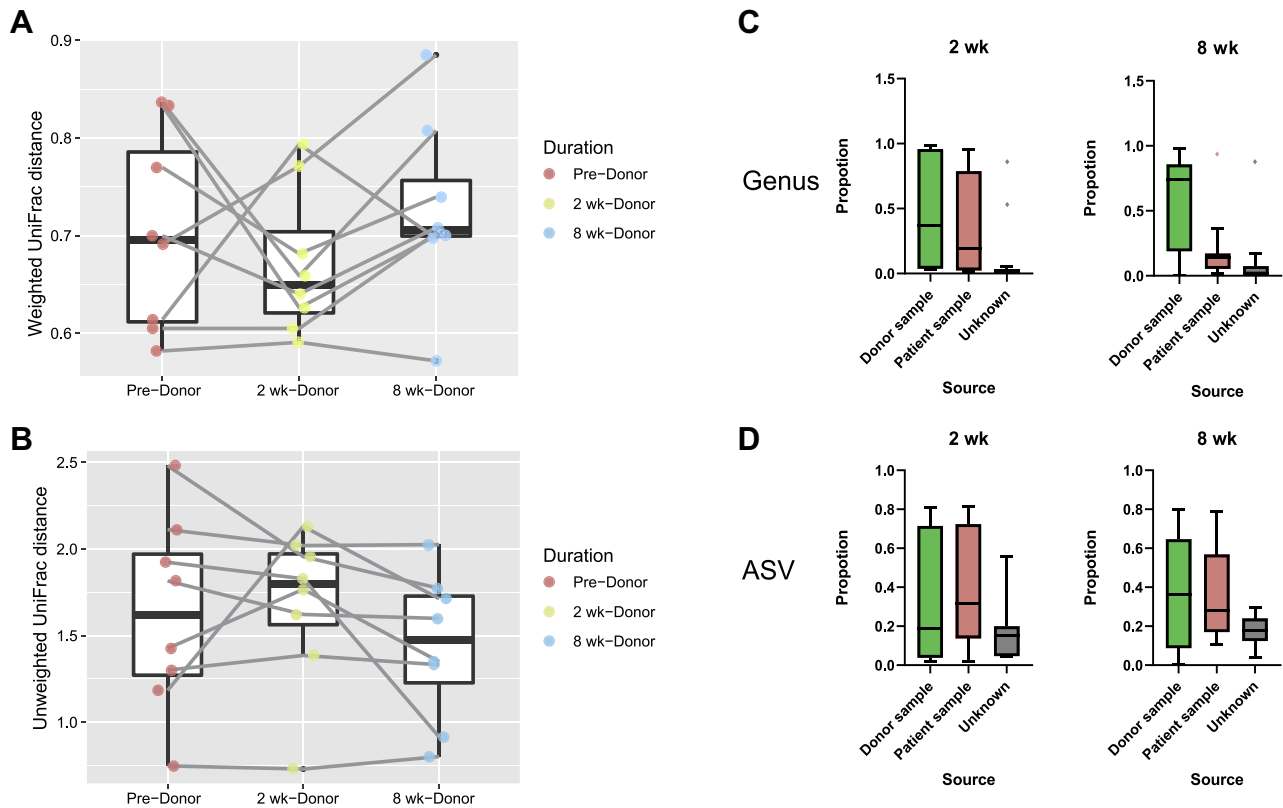 A
Weighted UniFrac distance
0.9
0.8
0.7
0.6
Pre−Donor
2 wk−Donor
8 wk−Donor
Duration
Pre−Donor
2 wk−Donor
8 wk−Donor
B
Unweighted UniFrac distance
2.5
2.0
1.5
1.0
Pre−Donor
2 wk−Donor
8 wk−Donor
Duration
Pre−Donor
2 wk−Donor
8 wk−Donor
C
Genus
2 wk
Propotion
1.5
1.0
0.5
0.0
Donor sample
Patient sample
Unknown
Source
8 wk
Propotion
1.5
1.0
0.5
0.0
Donor sample
Patient sample
Unknown
Source
D
ASV
2 wk
Propotion
1.0
0.8
0.6
0.4
0.2
0.0
Donor sample
Patient sample
Unknown
Source
8 wk
Propotion
1.0
0.8
0.6
0.4
0.2
0.0
Donor sample
Patient sample
Unknown
Source